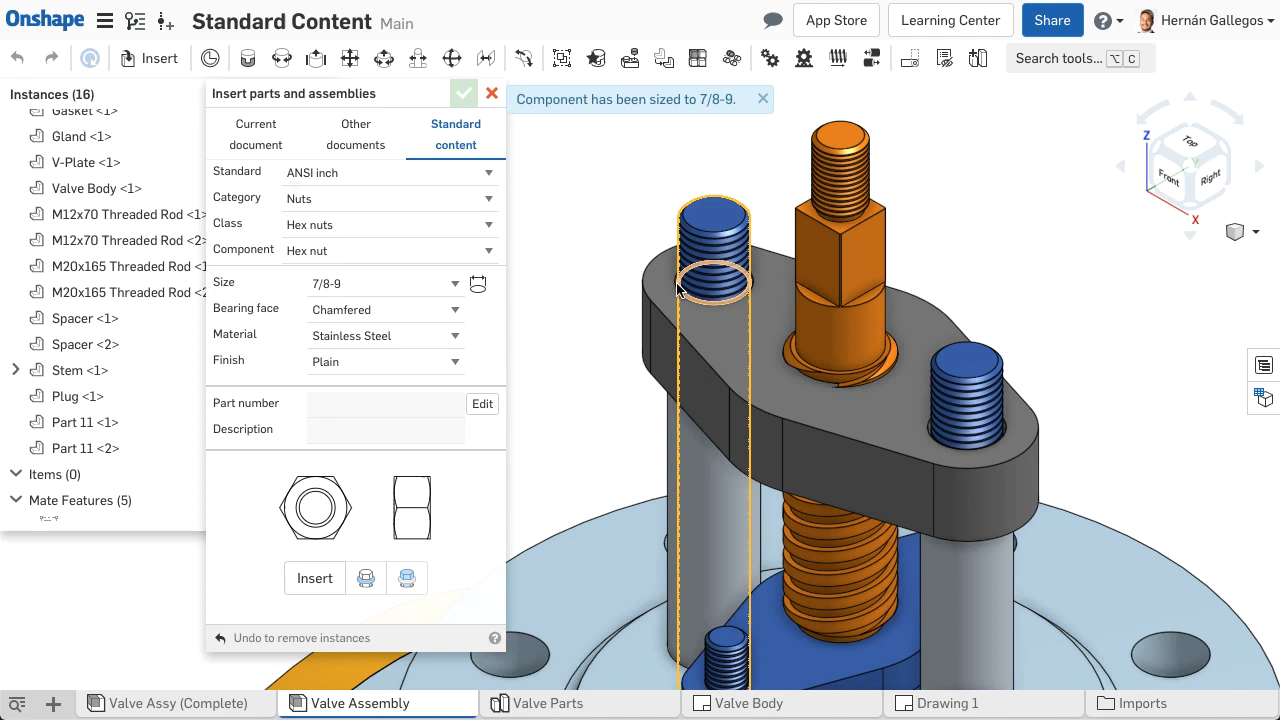 Onshape
Standard Content Main
App Store
Learning Center
Share
Hernán Gallegos
Insert
Search tools... ⌥ C
Instances (16)
Gasket <1>
Gland <1>
V-Plate <1>
Valve Body <1>
M12x70 Threaded Rod <1>
M12x70 Threaded Rod <2>
M20x165 Threaded Rod <1
M20x165 Threaded Rod <2
Spacer <1>
Spacer <2>
Stem <1>
Plug <1>
Part 11 <1>
Part 11 <2>
Items (0)
Mate Features (5)
Insert parts and assemblies
Current document
Other documents
Standard content
Standard ANSI inch
Category Nuts
Class Hex nuts
Component Hex nut
Size 7/8-9
Bearing face Chamfered
Material Stainless Steel
Finish Plain
Part number Edit
Description
Insert
Undo to remove instances
Component has been sized to 7/8-9.
Z
Top
Y
Front
Right
X
Valve Assy (Complete)
Valve Assembly
Valve Parts
Valve Body
Drawing 1
Imports